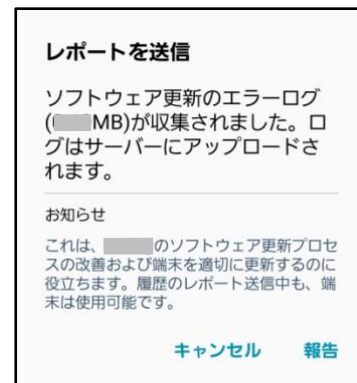 レポートを送信
ソフトウェア更新のエラーログ
(MB)が収集されました。ロ
グはサーバーにアップロードさ
れます。
お知らせ
これは、のソフトウェア更新プロセ
スの改善および端末を適切に更新するのに
役立ちます。履歴のレポート送信中も、端
末は使用可能です。
キャンセル 報告